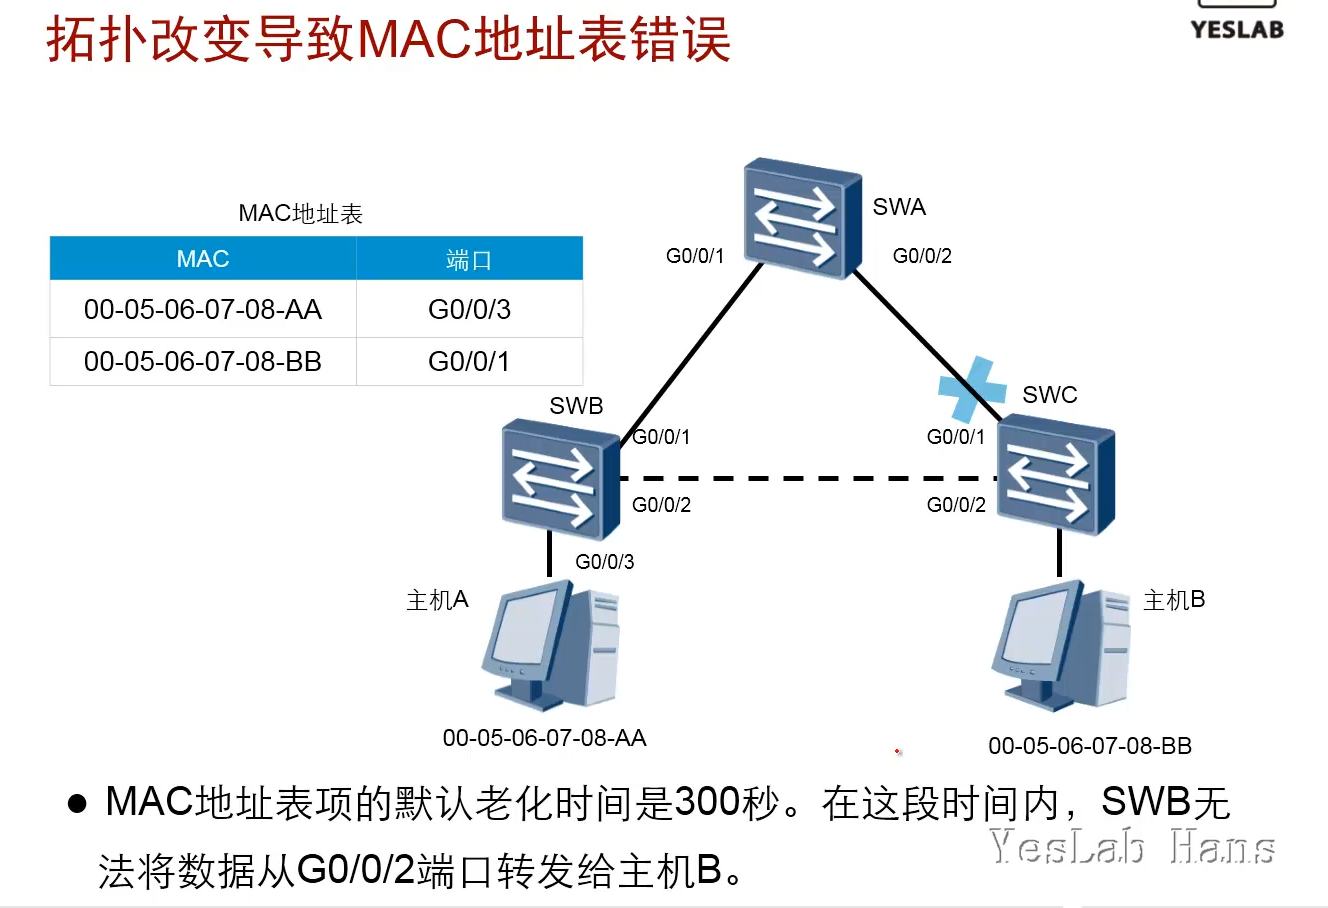 拓扑改变导致MAC地址表错误
YESLAB
MAC地址表
MAC 端口
00-05-06-07-08-AA G0/0/3
00-05-06-07-08-BB G0/0/1
SWA
G0/0/1 G0/0/2
SWB SWC
G0/0/1 G0/0/1
G0/0/2 G0/0/2
G0/0/3
主机A 主机B
00-05-06-07-08-AA 00-05-06-07-08-BB
● MAC地址表项的默认老化时间是300秒。在这段时间内，SWB无
法将数据从G0/0/2端口转发给主机B。
YesLab Hans